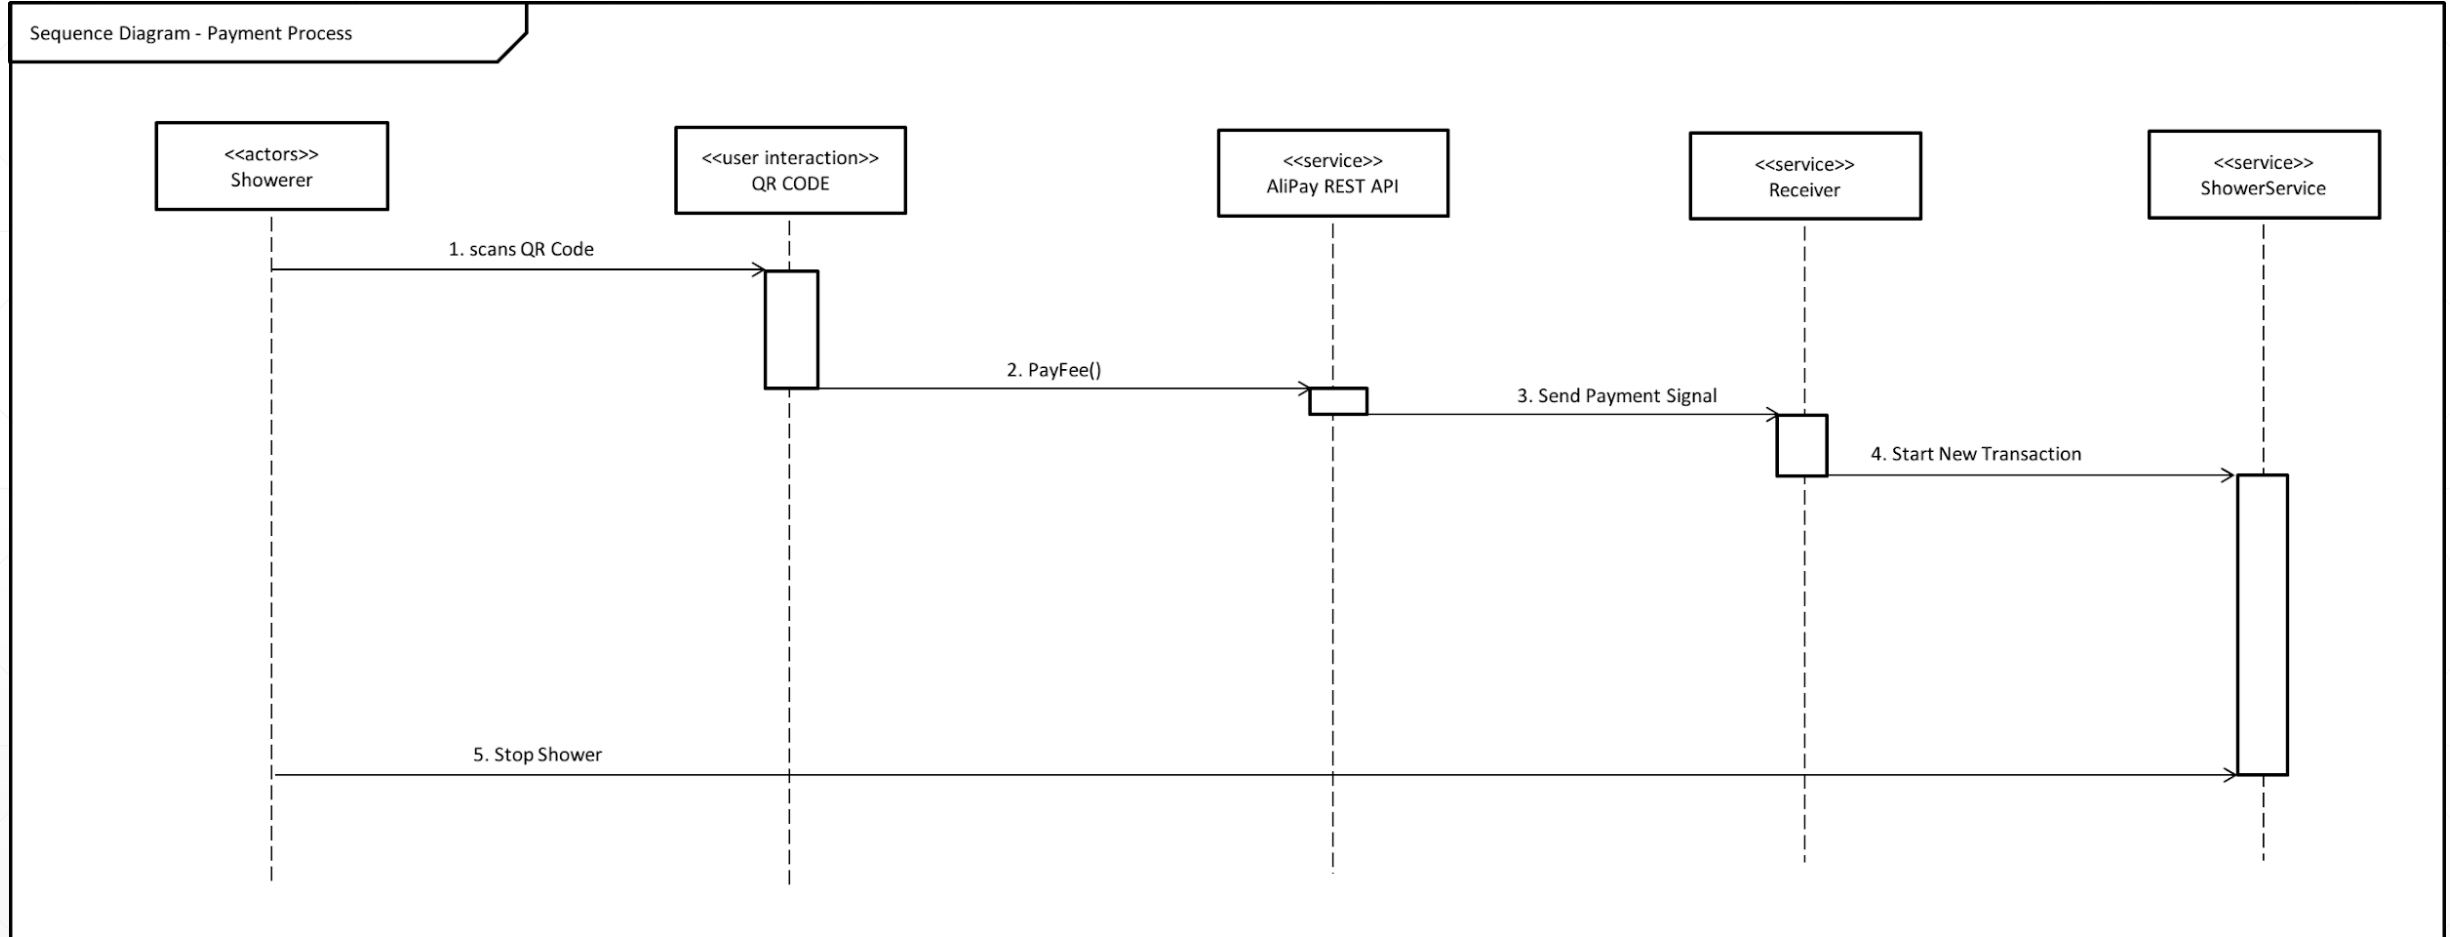 Sequence Diagram - Payment Process
<<actors>>
Showerer
<<user interaction>>
QR CODE
<<service>>
AliPay REST API
<<service>>
Receiver
<<service>>
ShowerService
1. scans QR Code
2. PayFee()
3. Send Payment Signal
4. Start New Transaction
5. Stop Shower